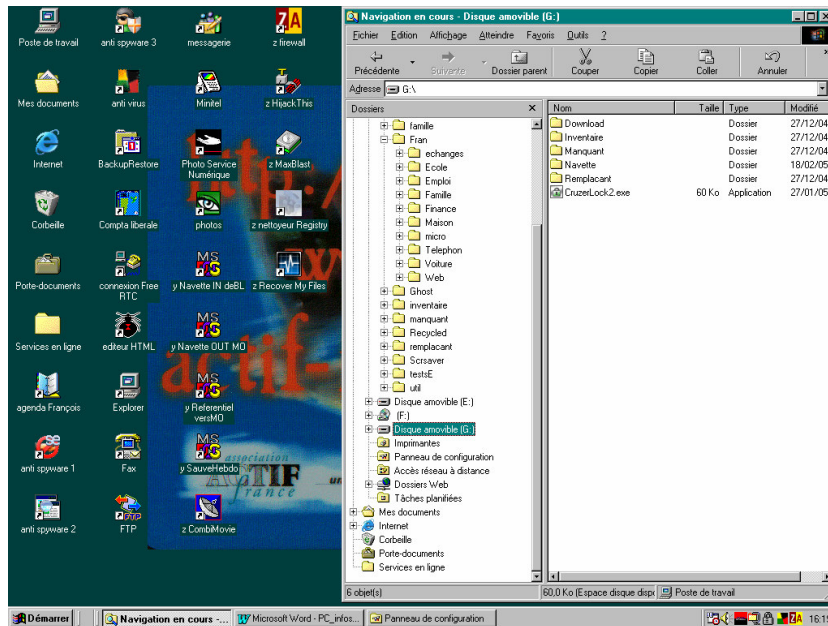 Poste de travail
anti spyware 3
messagerie
z firewall
Mes documents
anti virus
Minitel
z HijackThis
Internet
BackupRestore
Photo Service
Numérique
z MaxBlast
Corbeille
Compta liberale
photos
z nettoyeur Registry
Porte-documents
connexion Free
RTC
y Navette IN deBL
z Recover My Files
Services en ligne
editeur HTML
y Navette OUT MO
agenda François
Explorer
y Referentiel
versMO
anti spyware 1
Fax
y SauveHebdo
anti spyware 2
FTP
z CombiMovie
http:/
actif-
association
ACTIF
france
Navigation en cours - Disque amovible (G:)
Fichier Edition Affichage Atteindre Favoris Outils ?
Précédente Suivante Dossier parent Couper Copier Coller Annuler
Adresse G:\
Dossiers
famille
Fran
echanges
Ecole
Emploi
Famille
Finance
Maison
micro
Telephon
Voiture
Web
Ghost
inventaire
manquant
Recycled
remplacant
Scrsaver
testsE
util
Disque amovible (E:)
(F:)
Disque amovible (G:)
Imprimantes
Panneau de configuration
Accès réseau à distance
Dossiers Web
Tâches planifiées
Mes documents
Internet
Corbeille
Porte-documents
Services en ligne
Nom Taille Type Modifié
Download Dossier 27/12/04
Inventaire Dossier 27/12/04
Manquant Dossier 27/12/04
Navette Dossier 18/02/05
Remplacant Dossier 27/12/04
CruzerLock2.exe 60 Ko Application 27/01/05
6 objet(s) 60,0 Ko (Espace disque dispo Poste de travail
Démarrer Navigation en cours -... Microsoft Word - PC_infos... Panneau de configuration